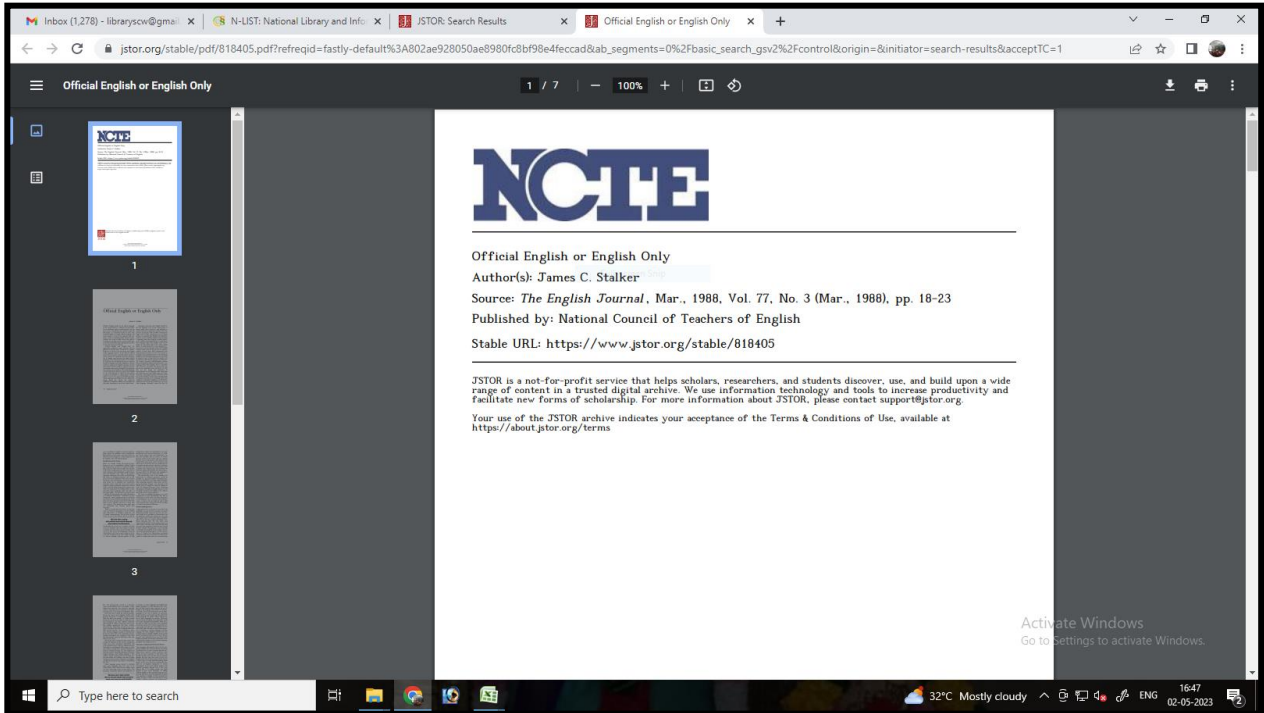 Inbox (1,278) - libraryscw@gmai
N-LIST: National Library and Info
JSTOR: Search Results
Official English or English Only
jstor.org/stable/pdf/818405.pdf?refreqid=fastly-default%3A802ae928050ae8980fc8bf98e4feccad&ab_segments=0%2Fbasic_search_gsv2%2Fcontrol&origin=&initiator=search-results&acceptTC=1
Official English or English Only
1 / 7
100%
NCTE
1
Official English or English Only
2
3
NCTE
Official English or English Only
Author(s): James C. Stalker
Source: The English Journal, Mar., 1988, Vol. 77, No. 3 (Mar., 1988), pp. 18-23
Published by: National Council of Teachers of English
Stable URL: https://www.jstor.org/stable/818405
JSTOR is a not-for-profit service that helps scholars, researchers, and students discover, use, and build upon a wide
range of content in a trusted digital archive. We use information technology and tools to increase productivity and
facilitate new forms of scholarship. For more information about JSTOR, please contact support@jstor.org.
Your use of the JSTOR archive indicates your acceptance of the Terms & Conditions of Use, available at
https://about.jstor.org/terms
Activate Windows
Go to Settings to activate Windows.
Type here to search
32°C Mostly cloudy
ENG
16:47
02-05-2023
2